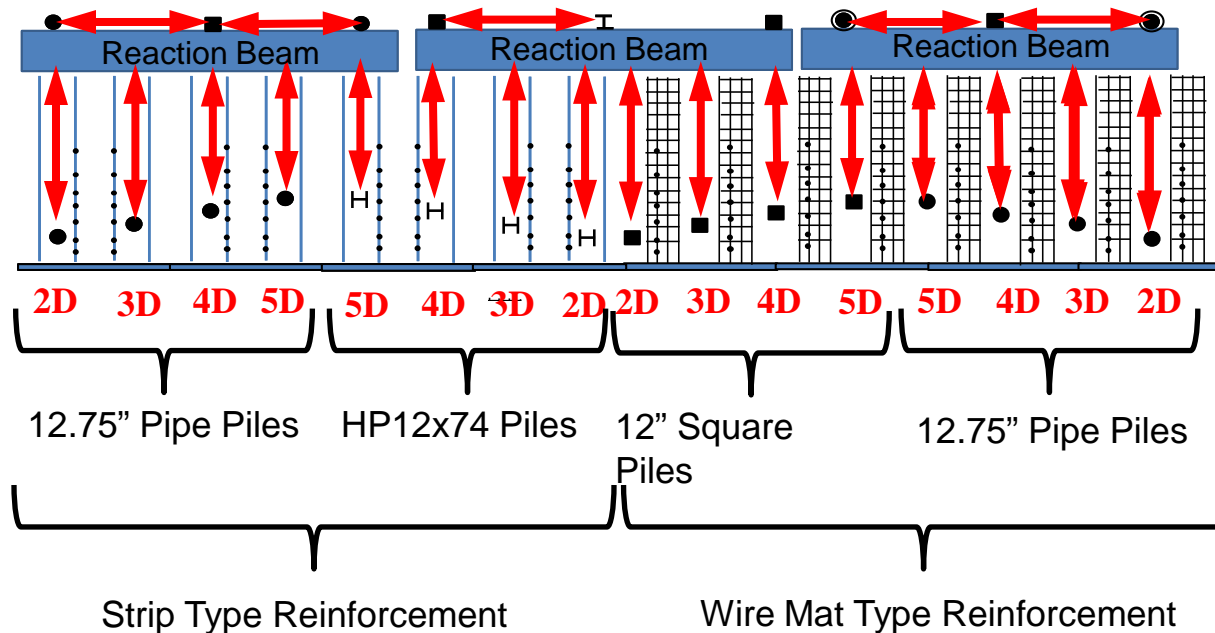 Reaction Beam Reaction Beam Reaction Beam
2D 3D 4D 5D 5D 4D 3D 2D 2D 3D 4D 5D 5D 4D 3D 2D
12.75” Pipe Piles HP12x74 Piles 12” Square Piles 12.75” Pipe Piles
Strip Type Reinforcement Wire Mat Type Reinforcement